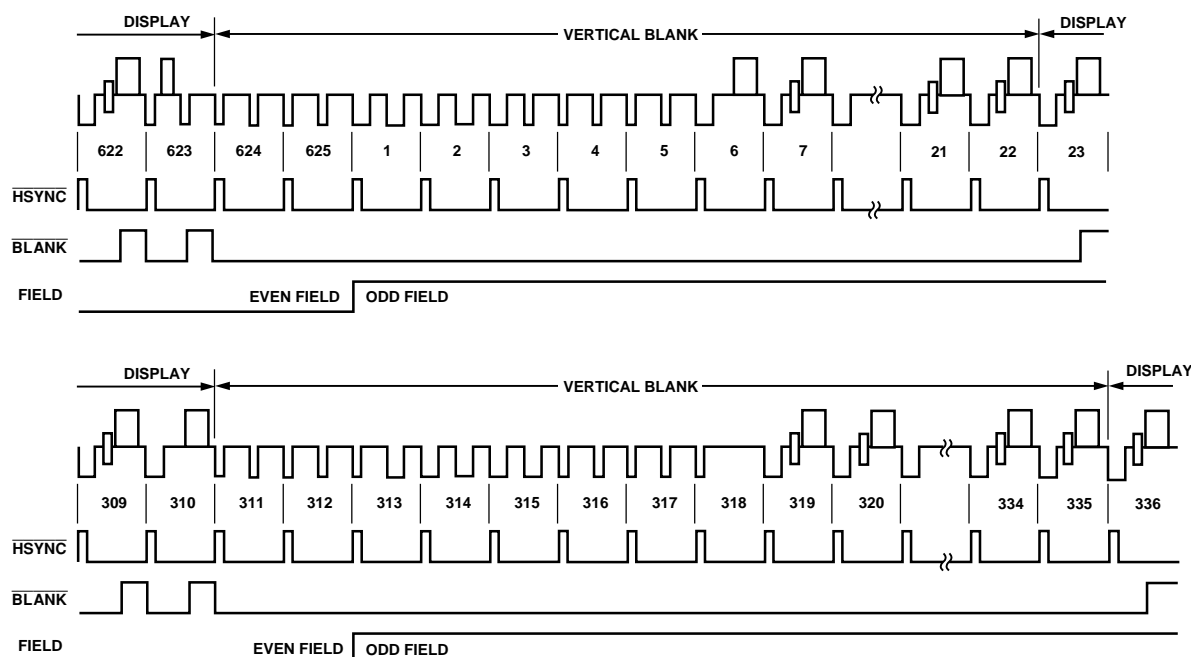 DISPLAY VERTICAL BLANK DISPLAY
622 623 624 625 1 2 3 4 5 6 7 21 22 23
HSYNC
BLANK
FIELD EVEN FIELD ODD FIELD
DISPLAY VERTICAL BLANK DISPLAY
309 310 311 312 313 314 315 316 317 318 319 320 334 335 336
HSYNC
BLANK
FIELD EVEN FIELD ODD FIELD